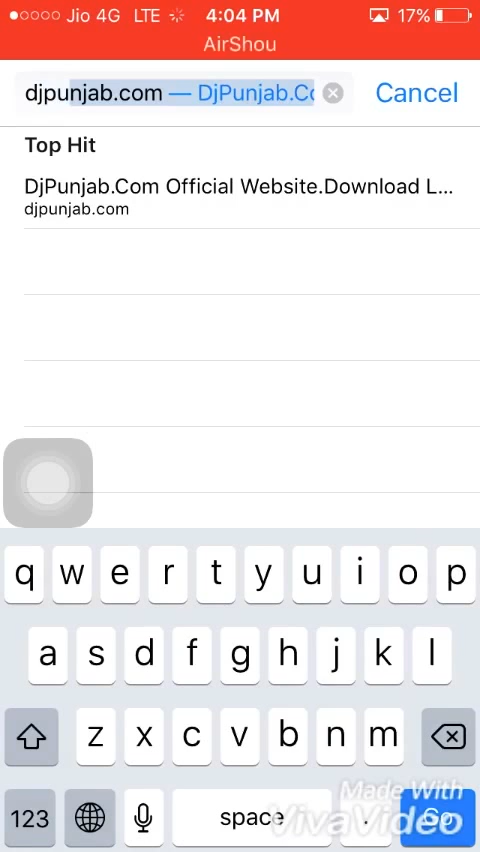 Jio 4G LTE 4:04 PM 17%
AirShou
djpunjab.com — DjPunjab.Co Cancel
Top Hit
DjPunjab.Com Official Website.Download L...
djpunjab.com
q w e r t y u i o p
a s d f g h j k l
z x c v b n m
Made With
123 space . Go
VivaVideo